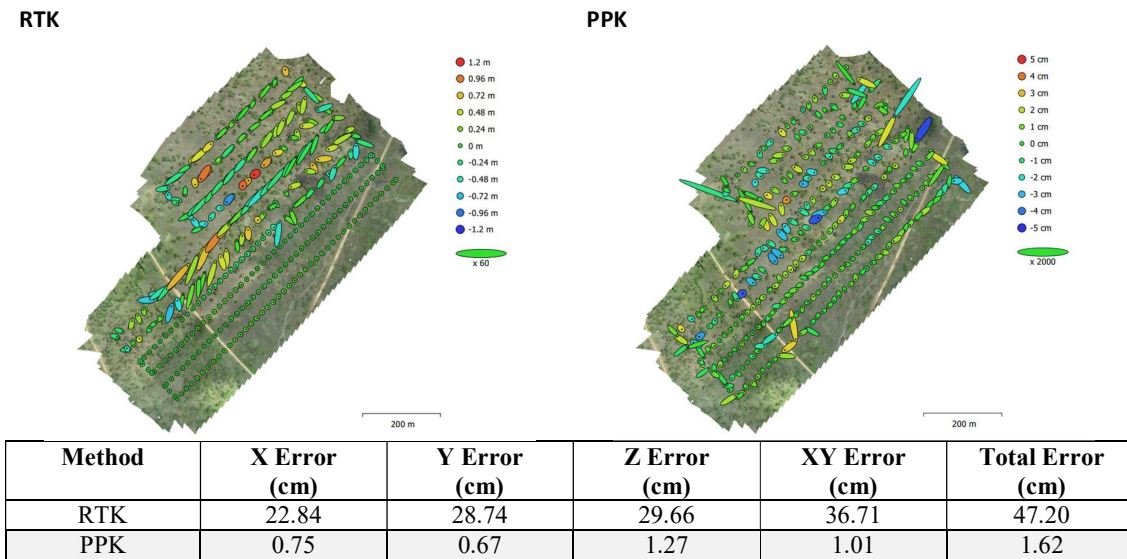 RTK
PPK
1.2 m
0.96 m
0.72 m
0.48 m
0.24 m
0 m
-0.24 m
-0.48 m
-0.72 m
-0.96 m
-1.2 m
x 60
200 m
5 cm
4 cm
3 cm
2 cm
1 cm
0 cm
-1 cm
-2 cm
-3 cm
-4 cm
-5 cm
x 2000
200 m
Method X Error (cm) Y Error (cm) Z Error (cm) XY Error (cm) Total Error (cm)
RTK 22.84 28.74 29.66 36.71 47.20
PPK 0.75 0.67 1.27 1.01 1.62